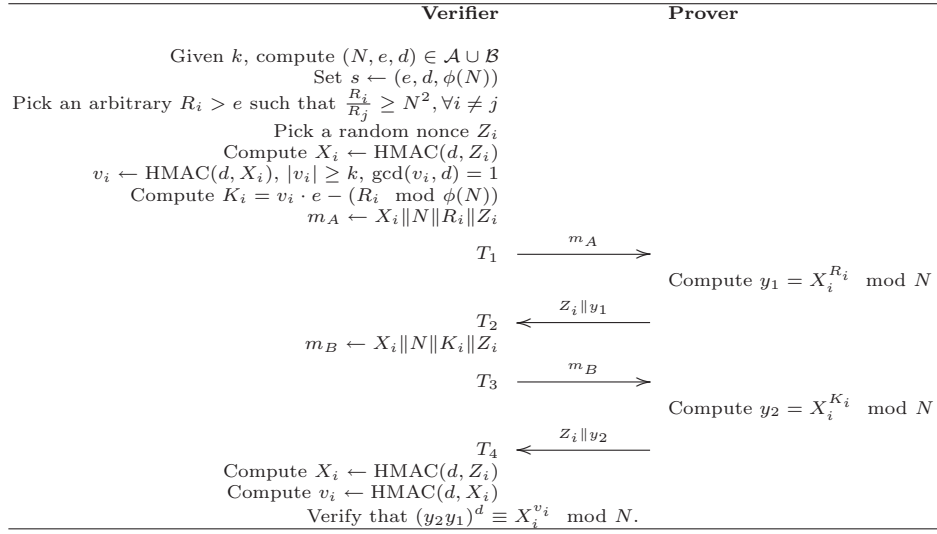 Verifier Prover
Given k, compute (N, e, d) ∈ 𝒜 ∪ ℬ
Set s ← (e, d, ϕ(N))
Pick an arbitrary R_i > e such that R_i/R_j ≥ N^2, ∀i ≠ j
Pick a random nonce Z_i
Compute X_i ← HMAC(d, Z_i)
v_i ← HMAC(d, X_i), |v_i| ≥ k, gcd(v_i, d) = 1
Compute K_i = v_i · e − (R_i mod ϕ(N))
m_A ← X_i‖N‖R_i‖Z_i
T_1 m_A
Compute y_1 = X_i^{R_i} mod N
T_2 Z_i‖y_1
m_B ← X_i‖N‖K_i‖Z_i
T_3 m_B
Compute y_2 = X_i^{K_i} mod N
T_4 Z_i‖y_2
Compute X_i ← HMAC(d, Z_i)
Compute v_i ← HMAC(d, X_i)
Verify that (y_2y_1)^d ≡ X_i^{v_i} mod N.